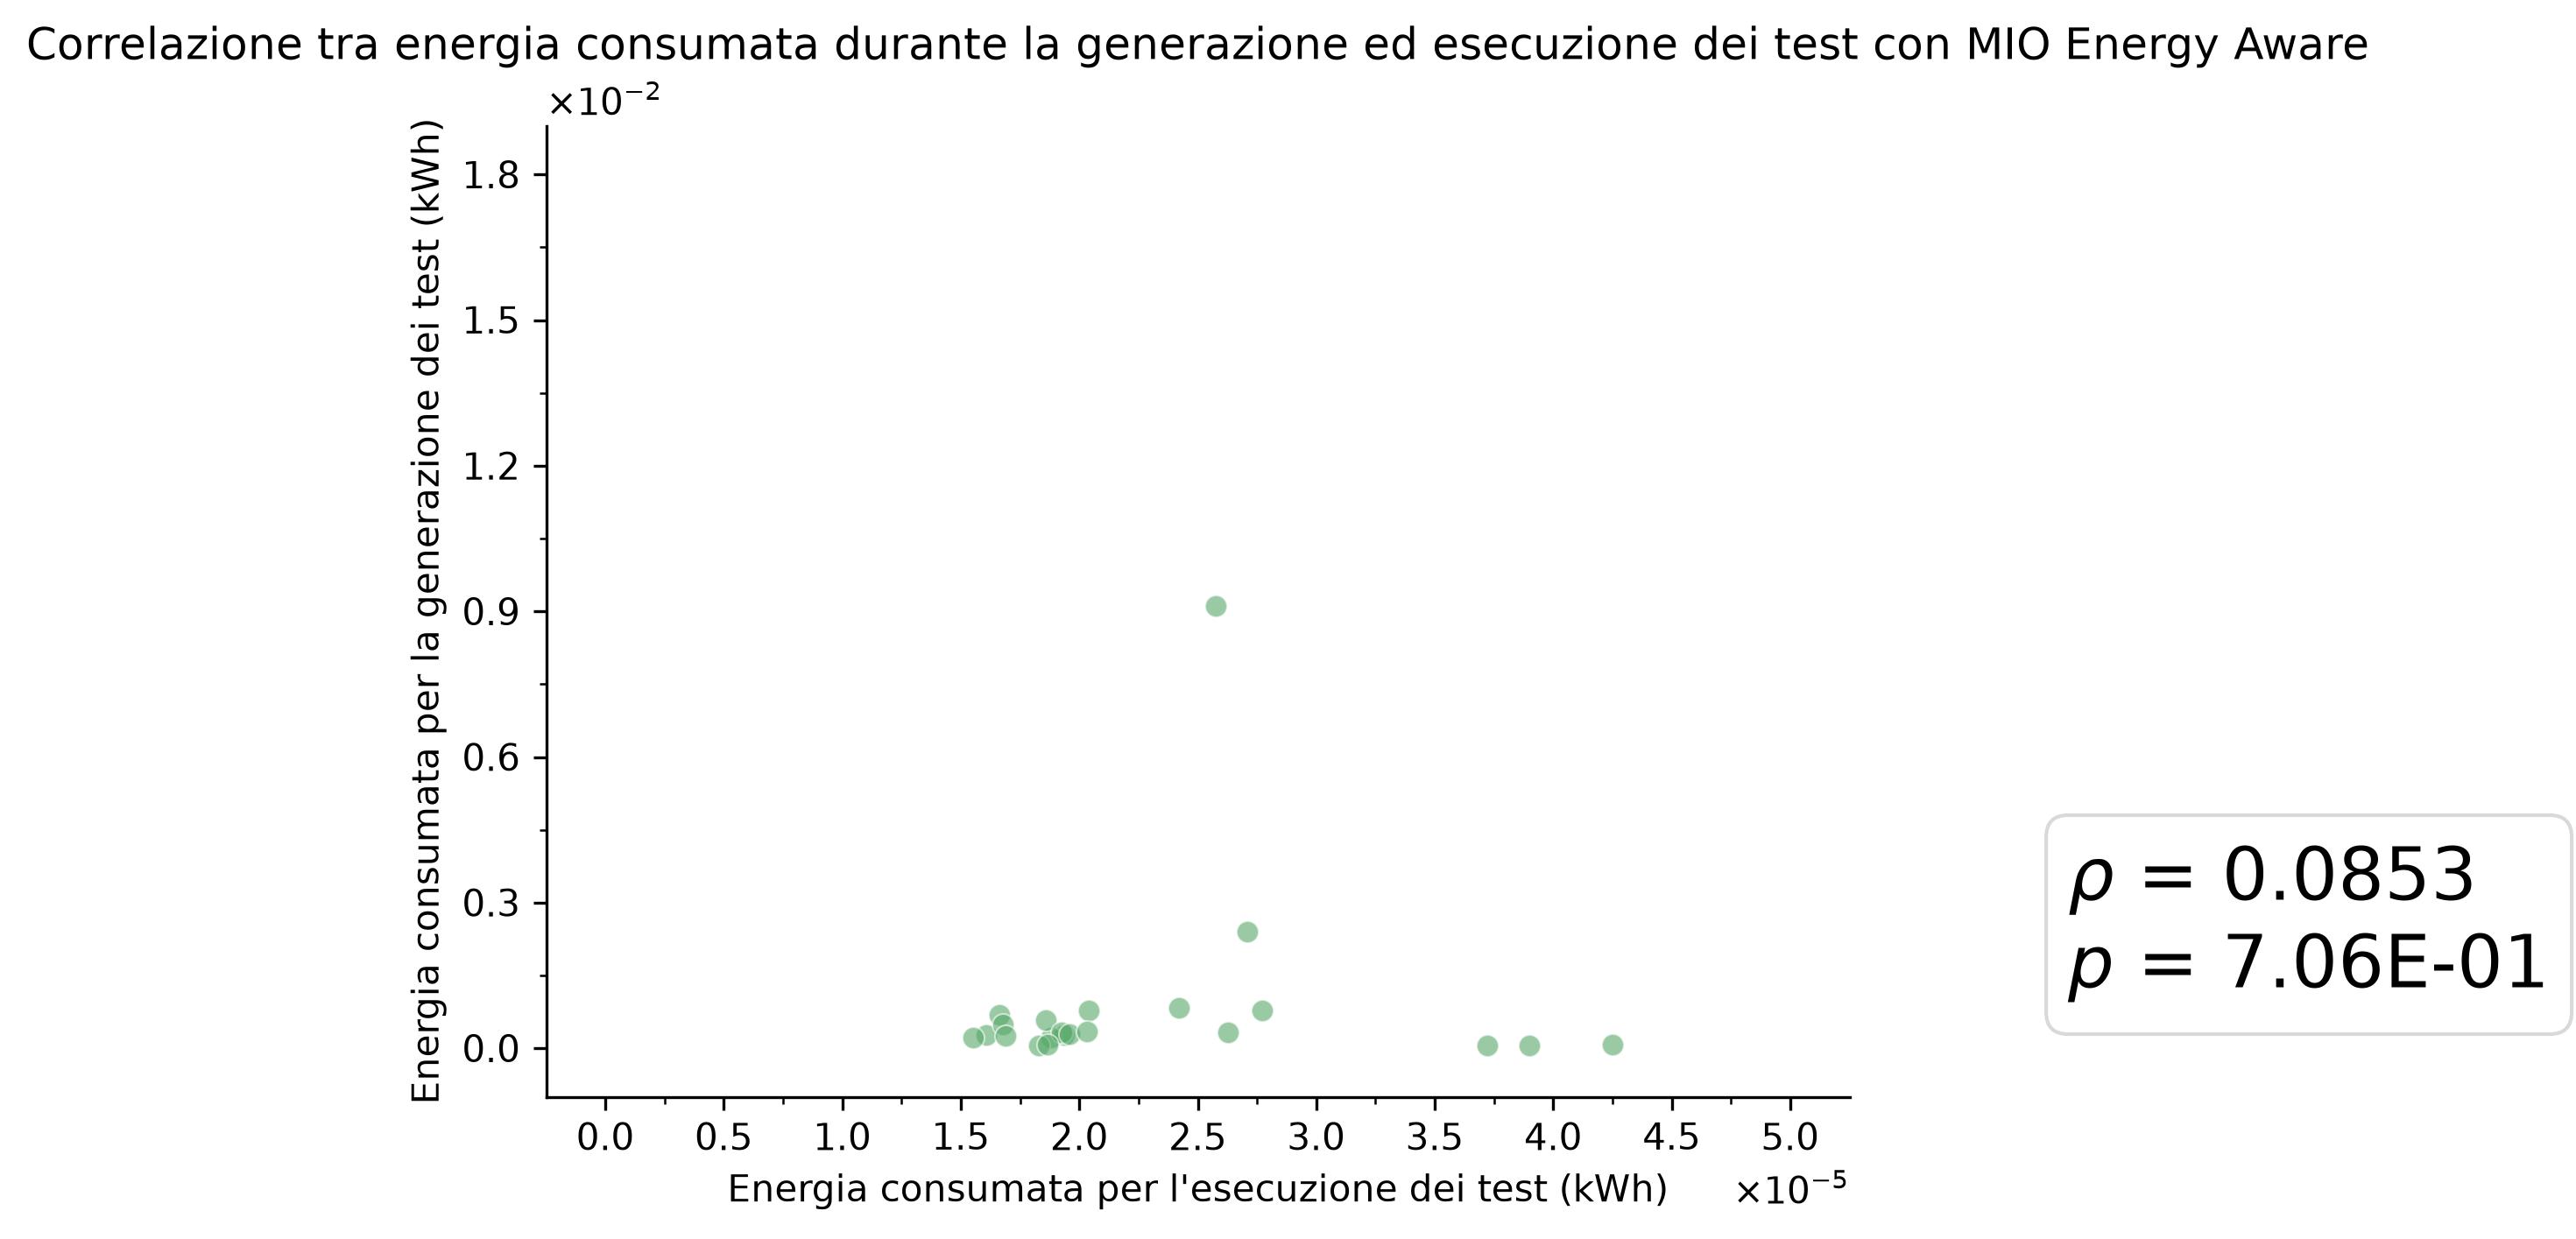 Correlazione tra energia consumata durante la generazione ed esecuzione dei test con MIO Energy Aware
×10⁻²
Energia consumata per la generazione dei test (kWh)
1.8
1.5
1.2
0.9
0.6
0.3
0.0
0.0 0.5 1.0 1.5 2.0 2.5 3.0 3.5 4.0 4.5 5.0
Energia consumata per l'esecuzione dei test (kWh)
×10⁻⁵
ρ = 0.0853
p = 7.06E-01